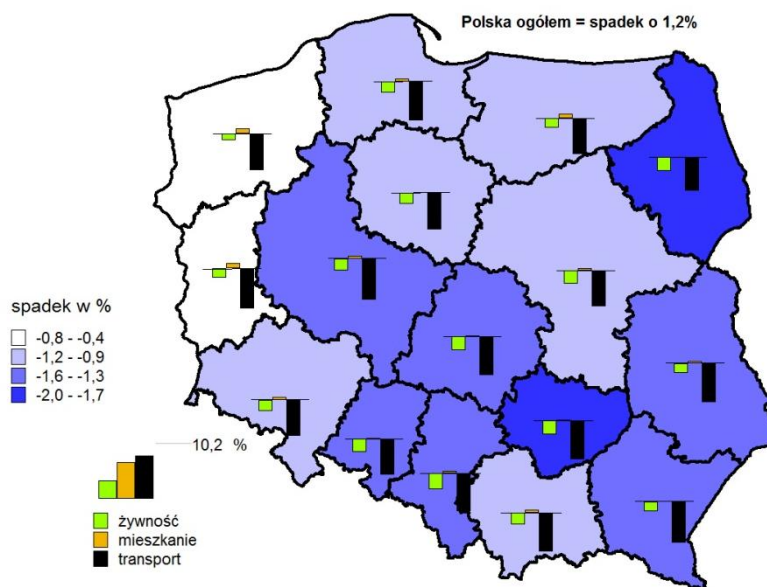 Polska ogółem = spadek o 1,2%
spadek w %
-0,8 - -0,4
-1,2 - -0,9
-1,6 - -1,3
-2,0 - -1,7
10,2 %
żywność
mieszkanie
transport